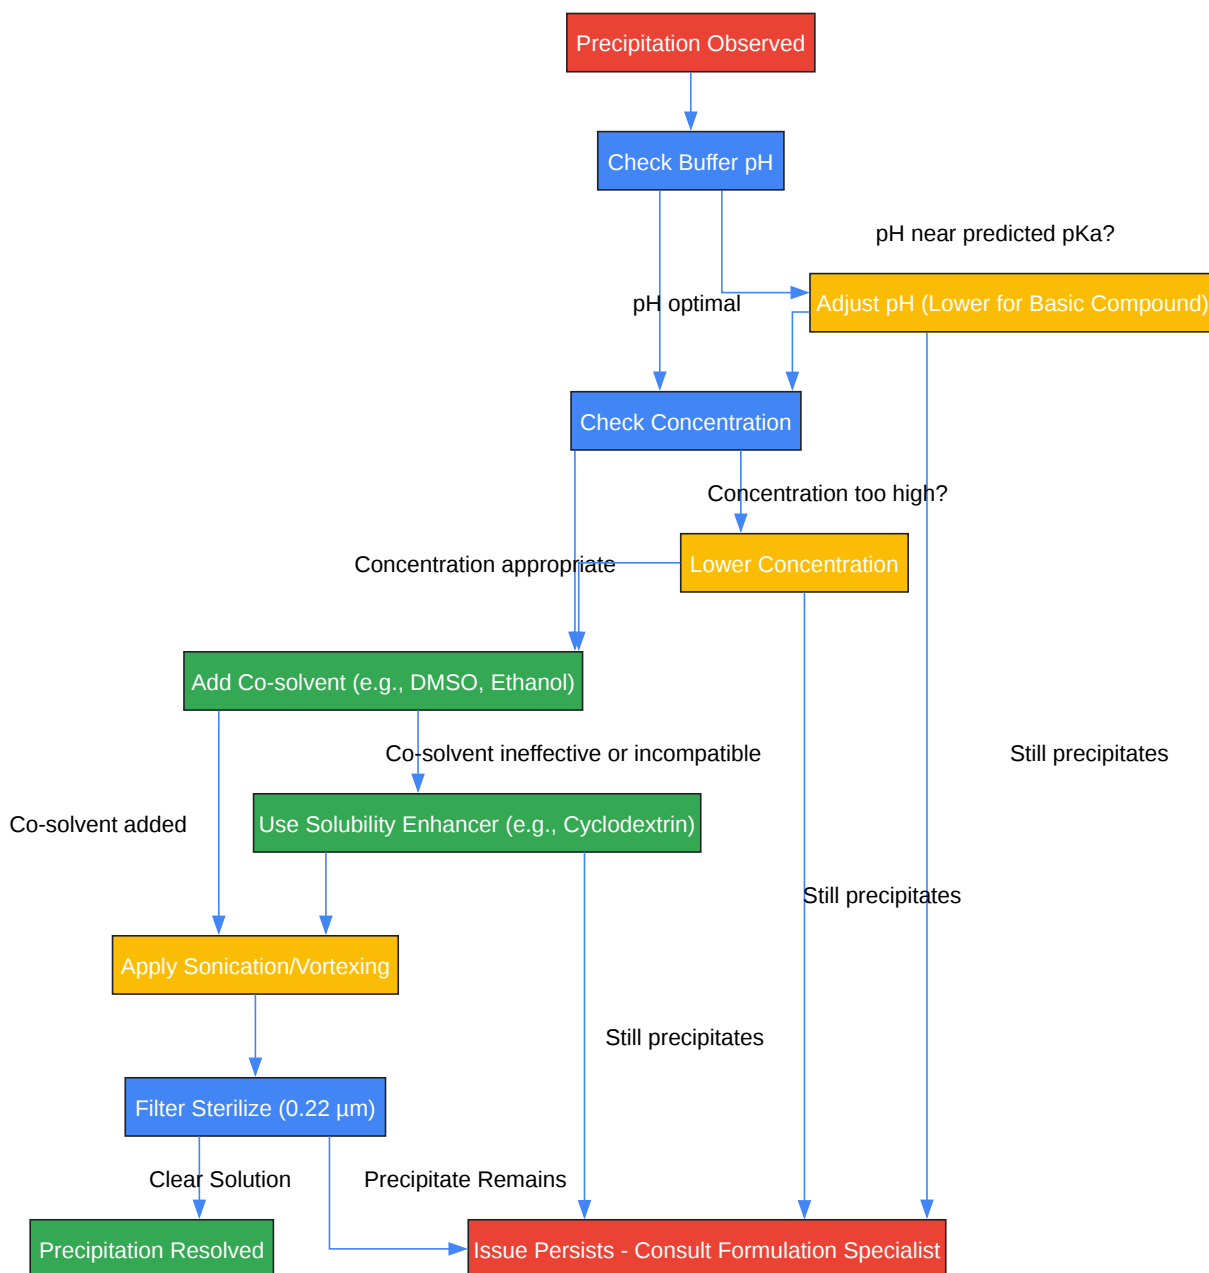 Precipitation Observed
Check Buffer pH
pH near predicted pKa?
Adjust pH (Lower for Basic Compound)
pH optimal
Check Concentration
Concentration too high?
Concentration appropriate
Lower Concentration
Add Co-solvent (e.g., DMSO, Ethanol)
Co-solvent ineffective or incompatible
Still precipitates
Co-solvent added
Use Solubility Enhancer (e.g., Cyclodextrin)
Still precipitates
Apply Sonication/Vortexing
Still precipitates
Filter Sterilize (0.22 µm)
Clear Solution
Precipitate Remains
Precipitation Resolved
Issue Persists - Consult Formulation Specialist